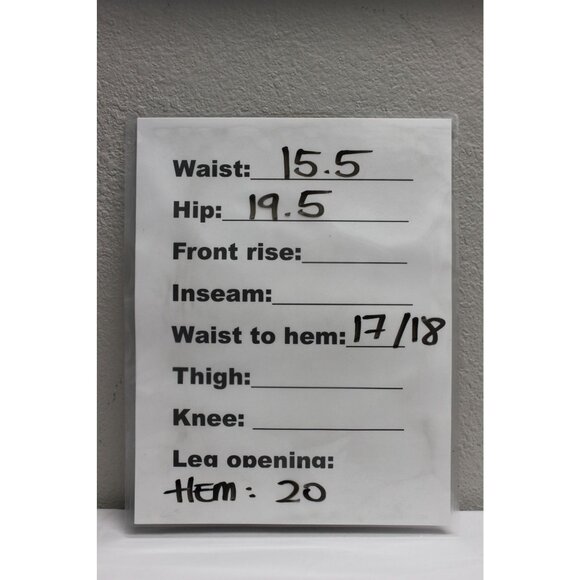 Waist: 15.5
Hip: 19.5
Front rise:
Inseam:
Waist to hem: 17/18
Thigh:
Knee:
Leg opening:
HEM: 20